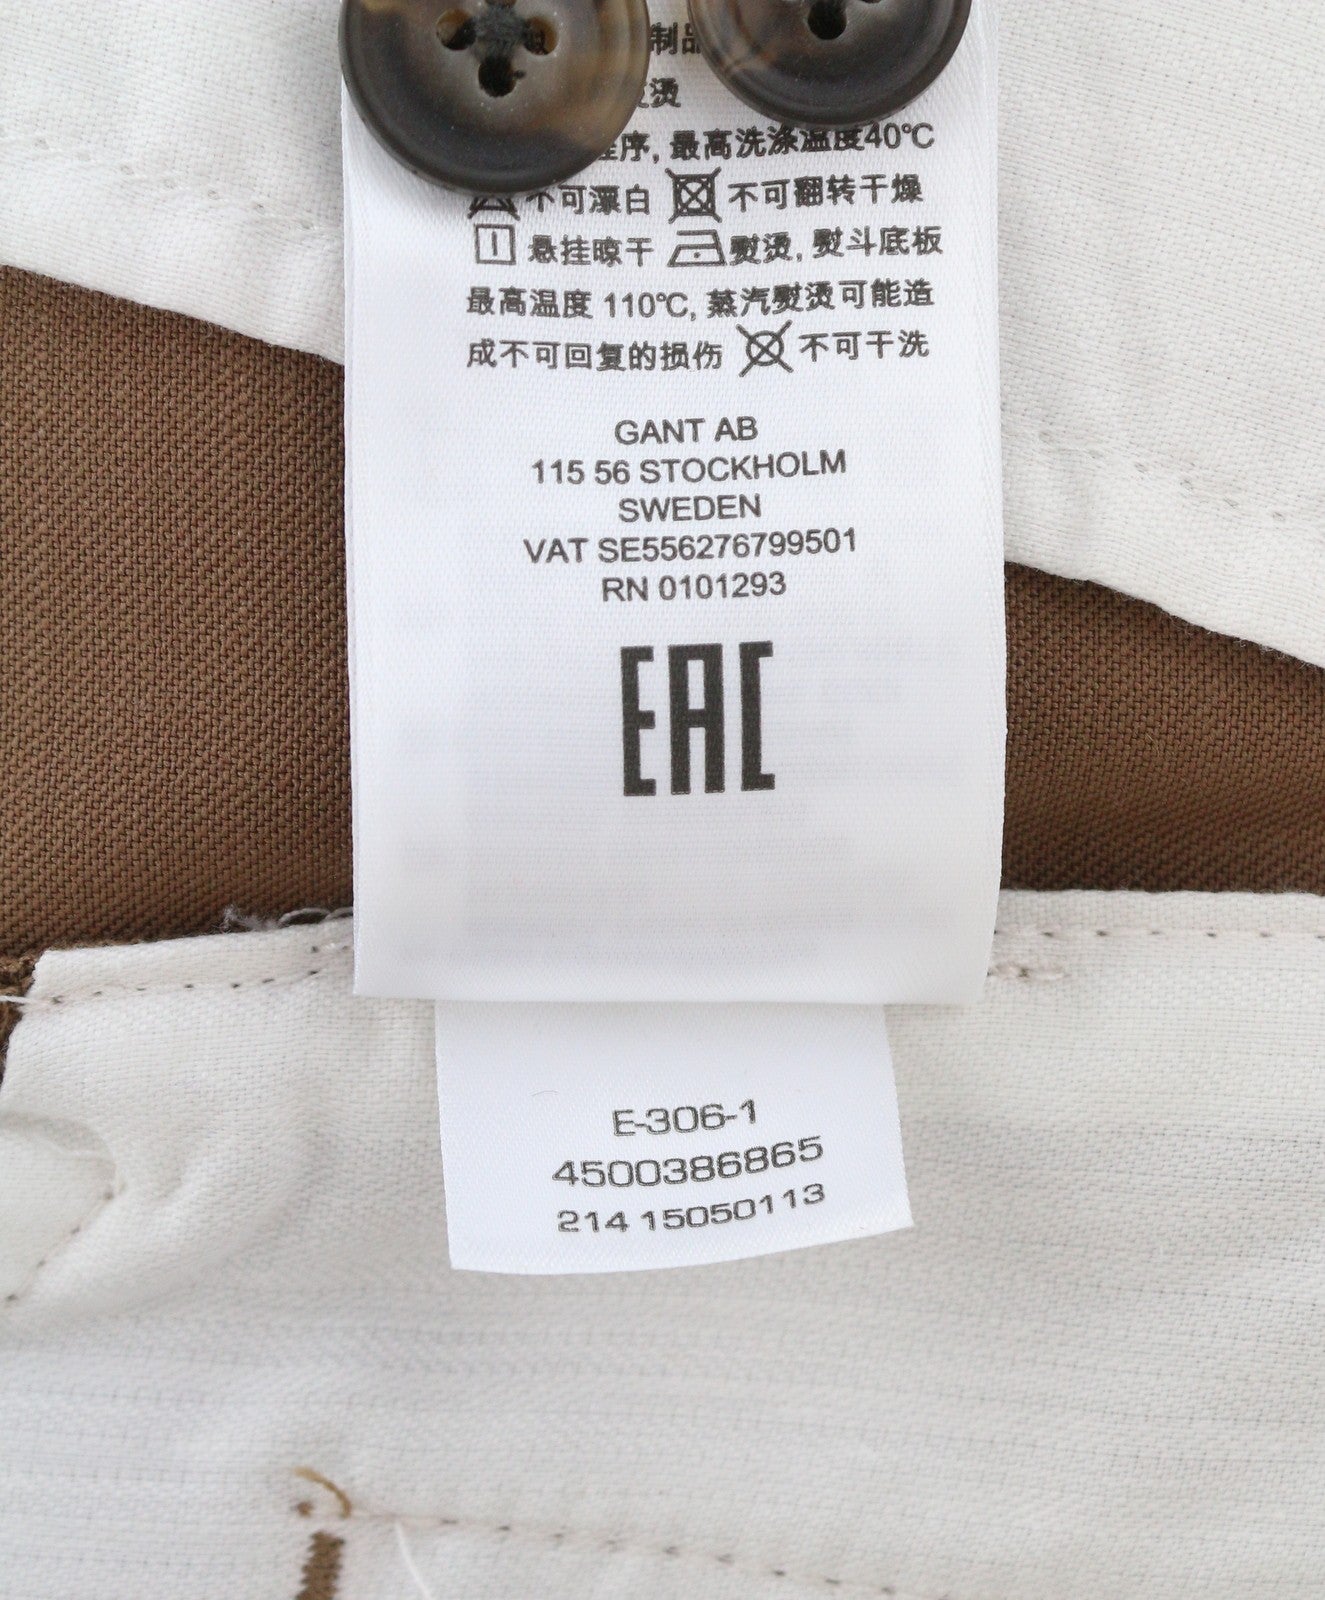 制品
烫
程序, 最高洗涤温度40℃
不可漂白 不可翻转干燥
悬挂晾干 熨烫, 熨斗底板
最高温度 110℃, 蒸汽熨烫可能造
成不可回复的损伤 不可干洗
GANT AB
115 56 STOCKHOLM
SWEDEN
VAT SE556276799501
RN 0101293
EAC
E-306-1
4500386865
214 15050113